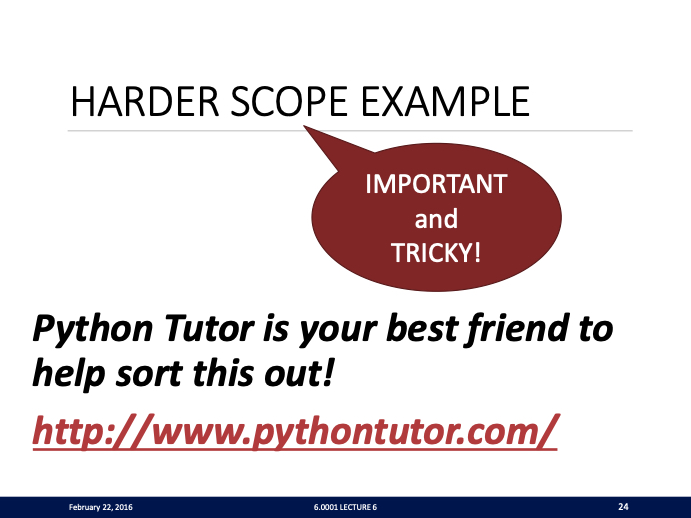 HARDER SCOPE EXAMPLE
IMPORTANT
and
TRICKY!
Python Tutor is your best friend to
help sort this out!
http://www.pythontutor.com/
February 22, 2016
6.0001 LECTURE 6
24